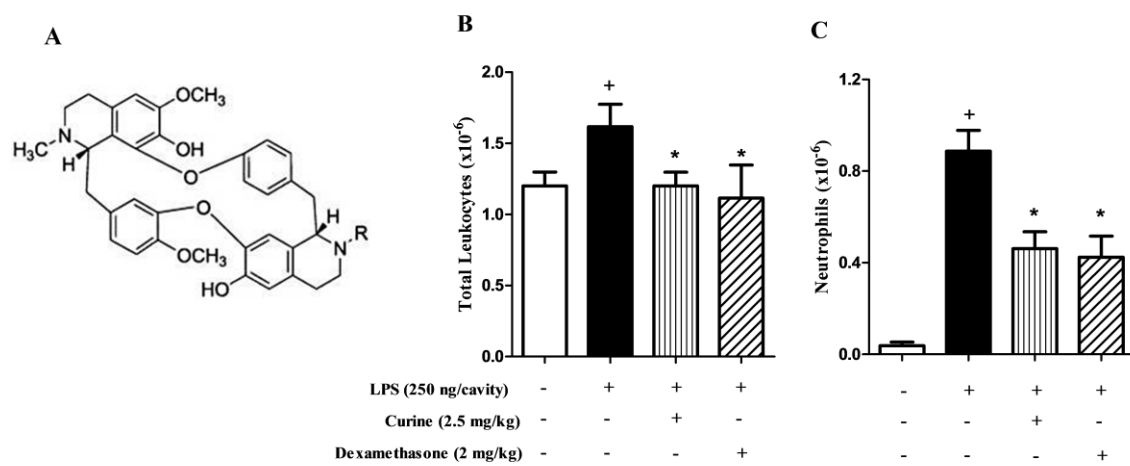 A
OCH₃
N
H₃C
H
OH
O
O
OCH₃
H
N-R
HO
B
Total Leukocytes (x10⁻⁶)
2.0
1.5
1.0
0.5
0.0
+
*
*
C
Neutrophils (x10⁻⁶)
1.2
0.8
0.4
0.0
+
*
*
LPS (250 ng/cavity) - + + + - + + +
Curine (2.5 mg/kg) - - + - - - + -
Dexamethasone (2 mg/kg) - - - + - - - +